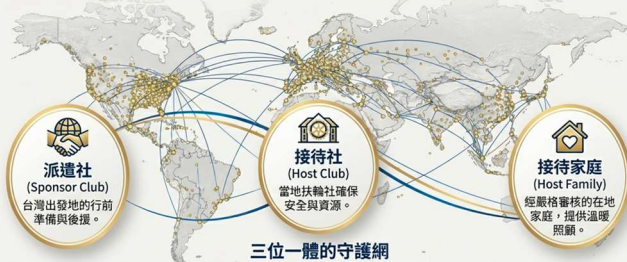 派遣社
(Sponsor Club)
台灣出發地的行前
準備與後援。
接待社
(Host Club)
當地扶輪社確保
安全與資源。
接待家庭
(Host Family)
經嚴格審核的在地
家庭，提供溫暖
照顧。
三位一體的守護網